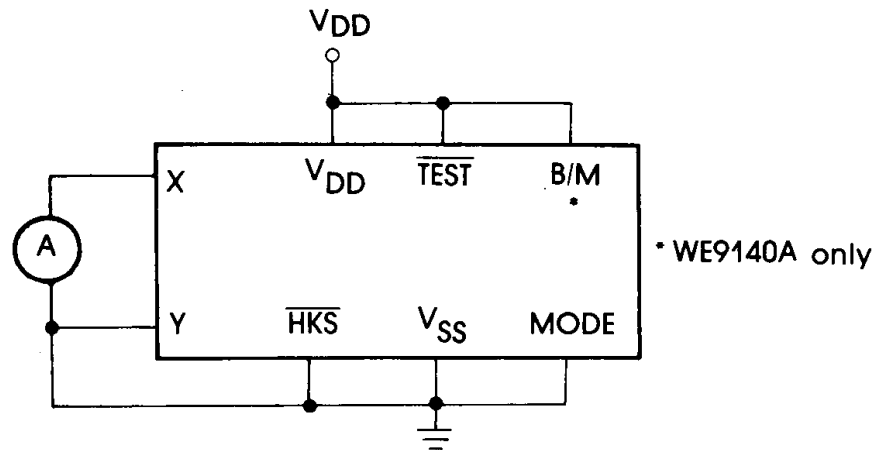 VDD
X
VDD
TEST
B/M
*
A
* WE9140A only
Y
HKS
VSS
MODE